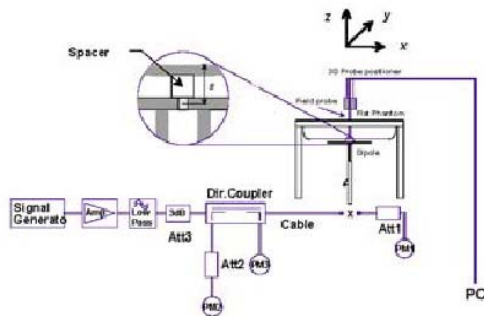 z
y
x
Spacer
s
3D Probe positioner
Field probe
Flat Phantom
Dipole
Signal
Generato
Amp
Low
Pass
3dB
Att3
Dir.Coupler
Cable
x
Att1
PM1
Att2
PM3
PM2
PC